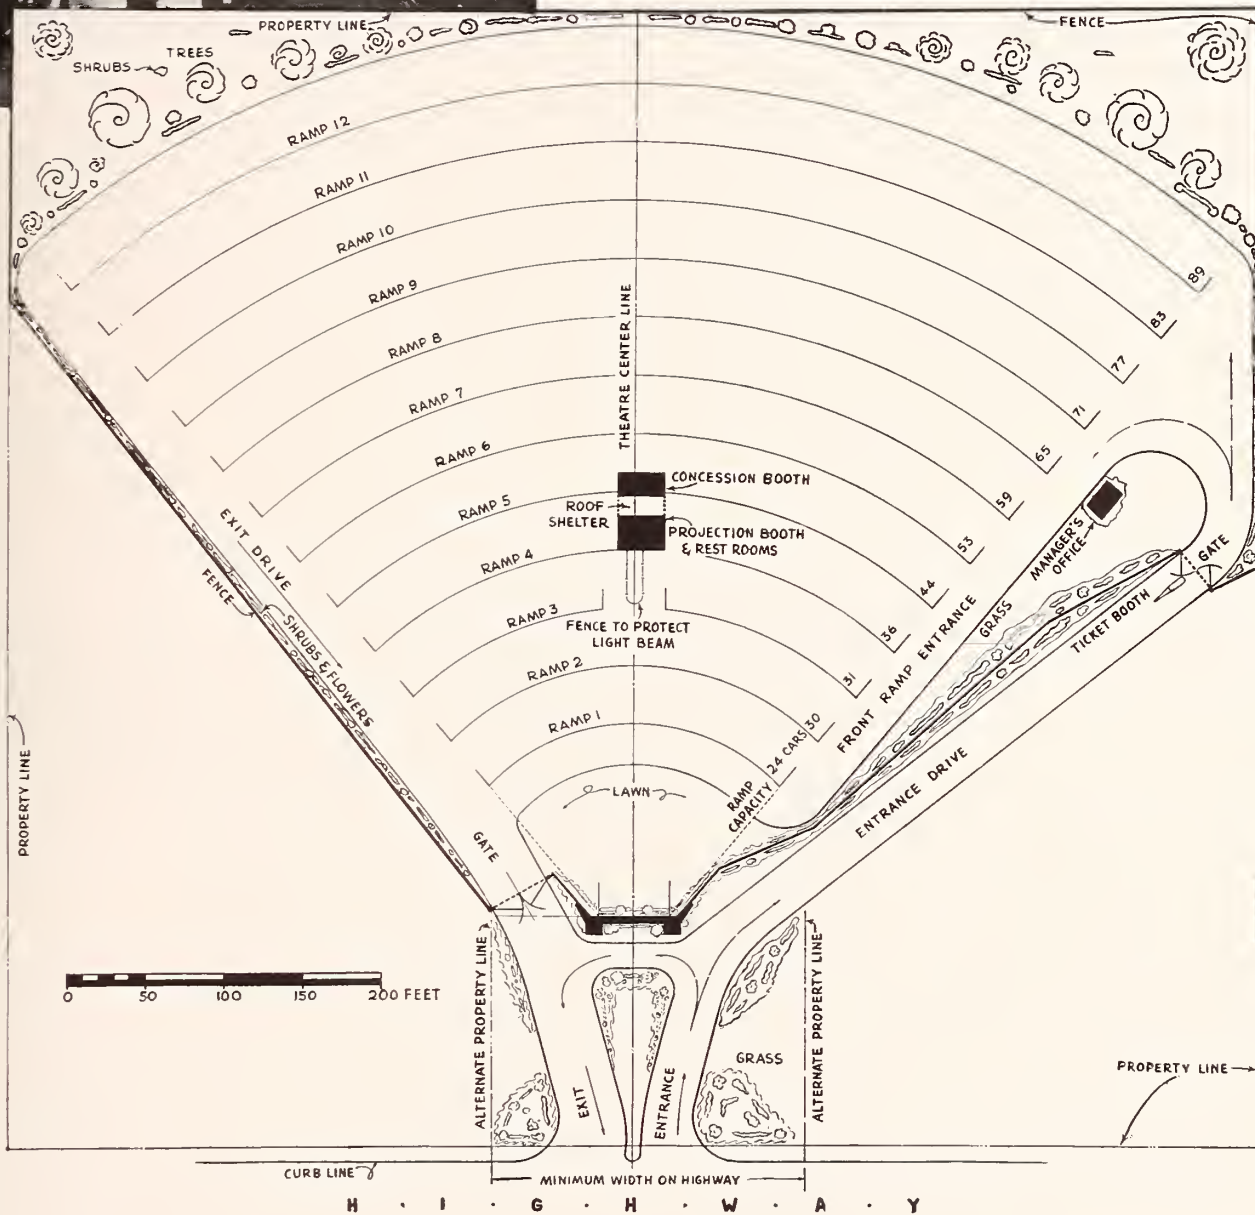 PROPERTY LINE
FENCE
TREES
SHRUBS
RAMP 12
RAMP 11
RAMP 10
RAMP 9
RAMP 8
RAMP 7
RAMP 6
RAMP 5
RAMP 4
RAMP 3
RAMP 2
RAMP 1
THEATRE CENTER LINE
89
83
77
71
65
59
53
44
36
31
30
24 CARS
RAMP
CAPACITY
CONCESSION BOOTH
ROOF
SHELTER
PROJECTION BOOTH
& REST ROOMS
FENCE TO PROTECT
LIGHT BEAM
EXIT DRIVE
FENCE
SHRUBS & FLOWERS
MANAGER'S
OFFICE
GATE
GRASS
TICKET BOOTH
FRONT RAMP ENTRANCE
ENTRANCE DRIVE
PROPERTY LINE
LAWN
GATE
0 50 100 150 200 FEET
ALTERNATE PROPERTY LINE
ALTERNATE PROPERTY LINE
GRASS
EXIT
ENTRANCE
PROPERTY LINE
CURB LINE
MINIMUM WIDTH ON HIGHWAY
H · I · G · H · W · A · Y